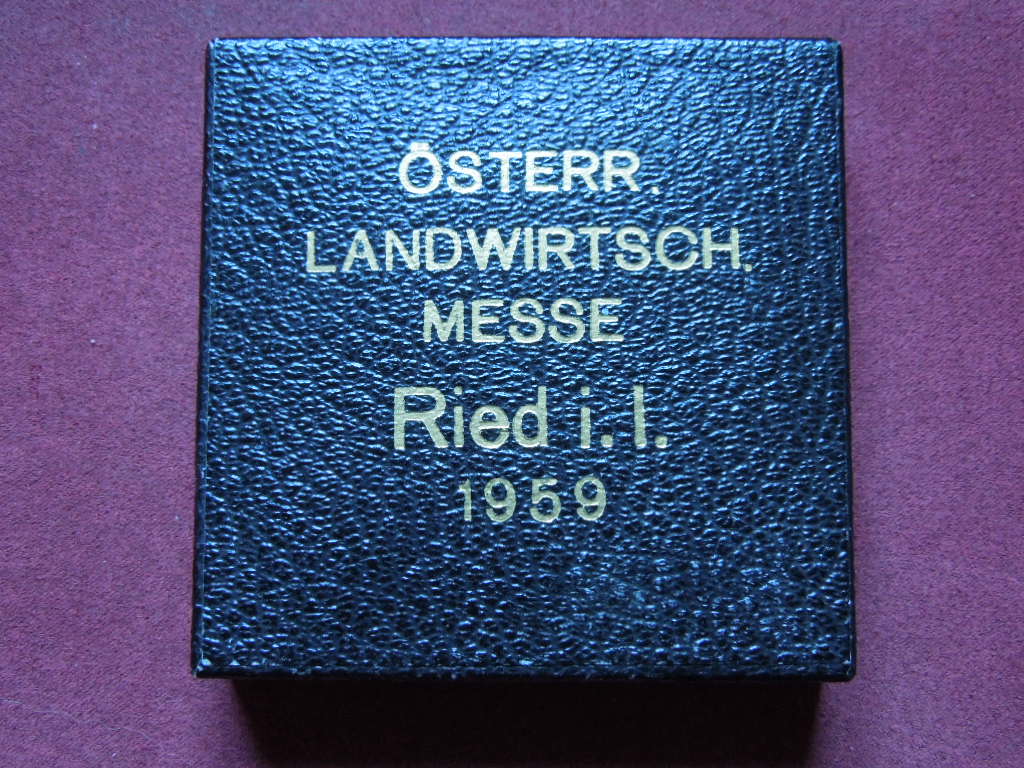 ÖSTERR.
LANDWIRTSCH.
MESSE
Ried i. I.
1959